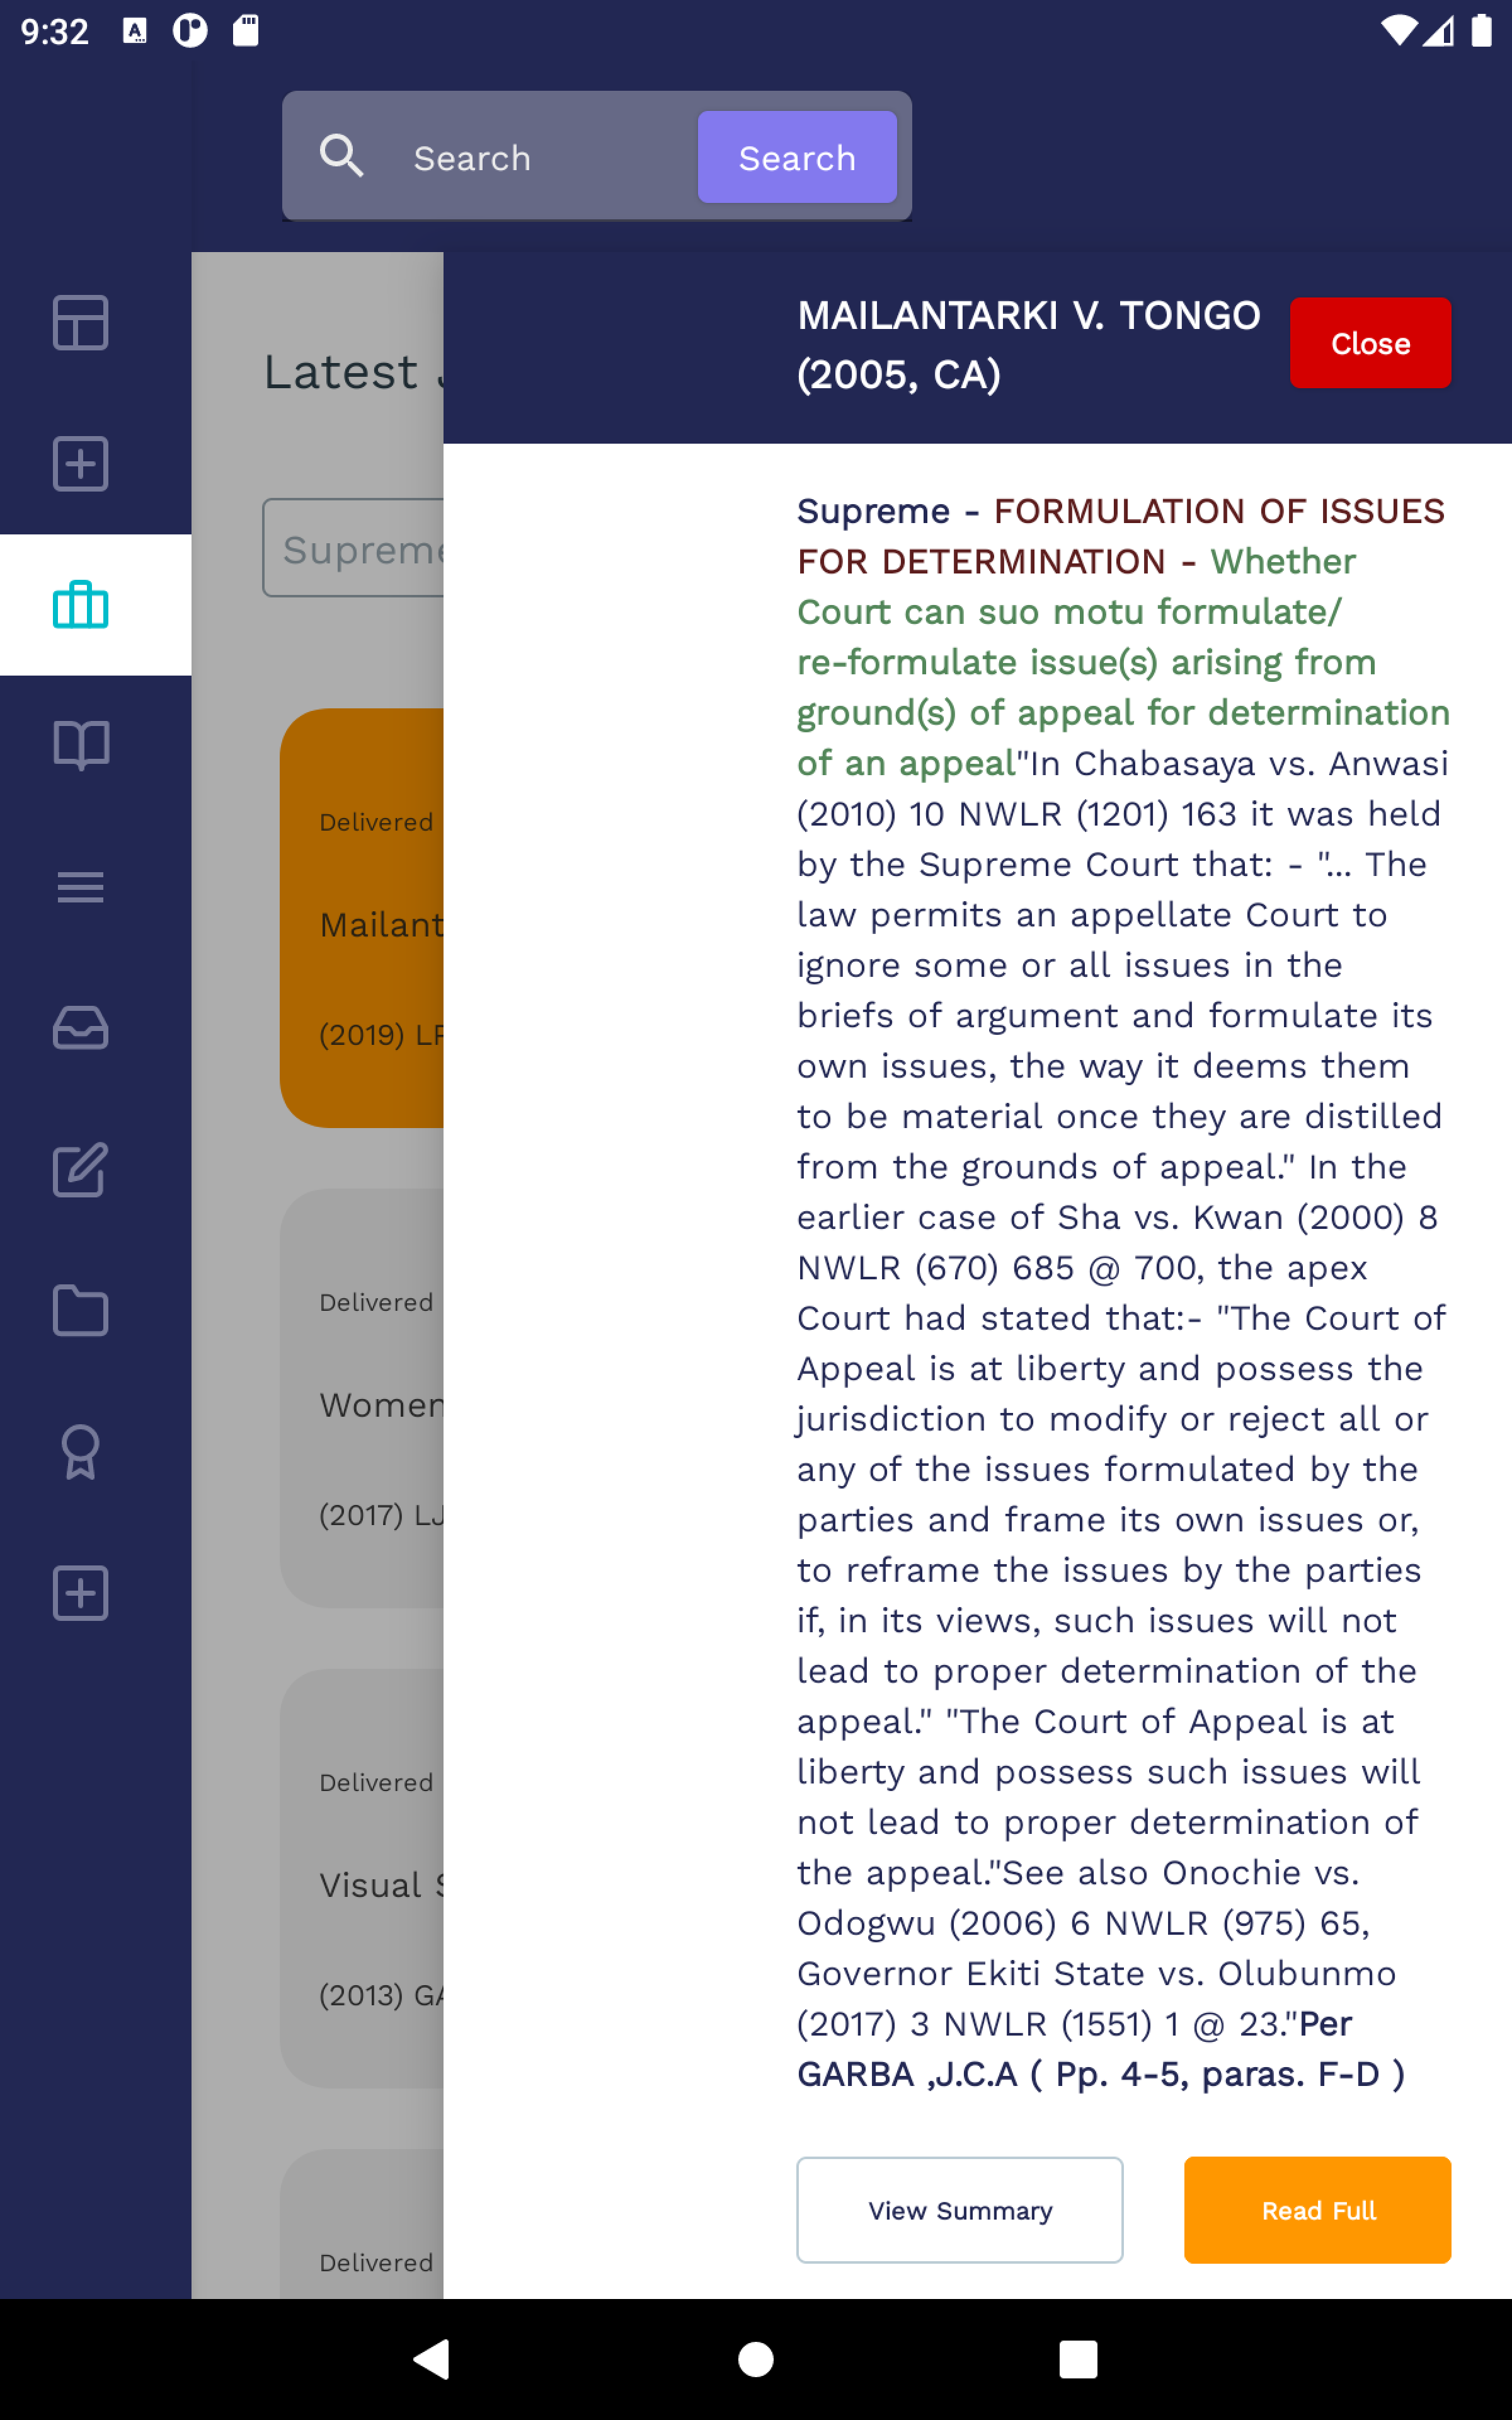 9:32
Search
Search
Latest
Supreme
Delivered
Mailant
(2019)
Delivered
Women
(2017) LJ
Delivered
Visual
(2013)
Delivered
MAILANTARKI V. TONGO
(2005, CA)
Close
Supreme - FORMULATION OF ISSUES
FOR DETERMINATION - Whether
Court can suo motu formulate/
re-formulate issue(s) arising from
ground(s) of appeal for determination
of an appeal"In Chabasaya vs. Anwasi
(2010) 10 NWLR (1201) 163 it was held
by the Supreme Court that: - "... The
law permits an appellate Court to
ignore some or all issues in the
briefs of argument and formulate its
own issues, the way it deems them
to be material once they are distilled
from the grounds of appeal." In the
earlier case of Sha vs. Kwan (2000) 8
NWLR (670) 685 @ 700, the apex
Court had stated that:- "The Court of
Appeal is at liberty and possess the
jurisdiction to modify or reject all or
any of the issues formulated by the
parties and frame its own issues or,
to reframe the issues by the parties
if, in its views, such issues will not
lead to proper determination of the
appeal." "The Court of Appeal is at
liberty and possess such issues will
not lead to proper determination of
the appeal."See also Onochie vs.
Odogwu (2006) 6 NWLR (975) 65,
Governor Ekiti State vs. Olubunmo
(2017) 3 NWLR (1551) 1 @ 23."Per
GARBA ,J.C.A ( Pp. 4-5, paras. F-D )
View Summary
Read Full